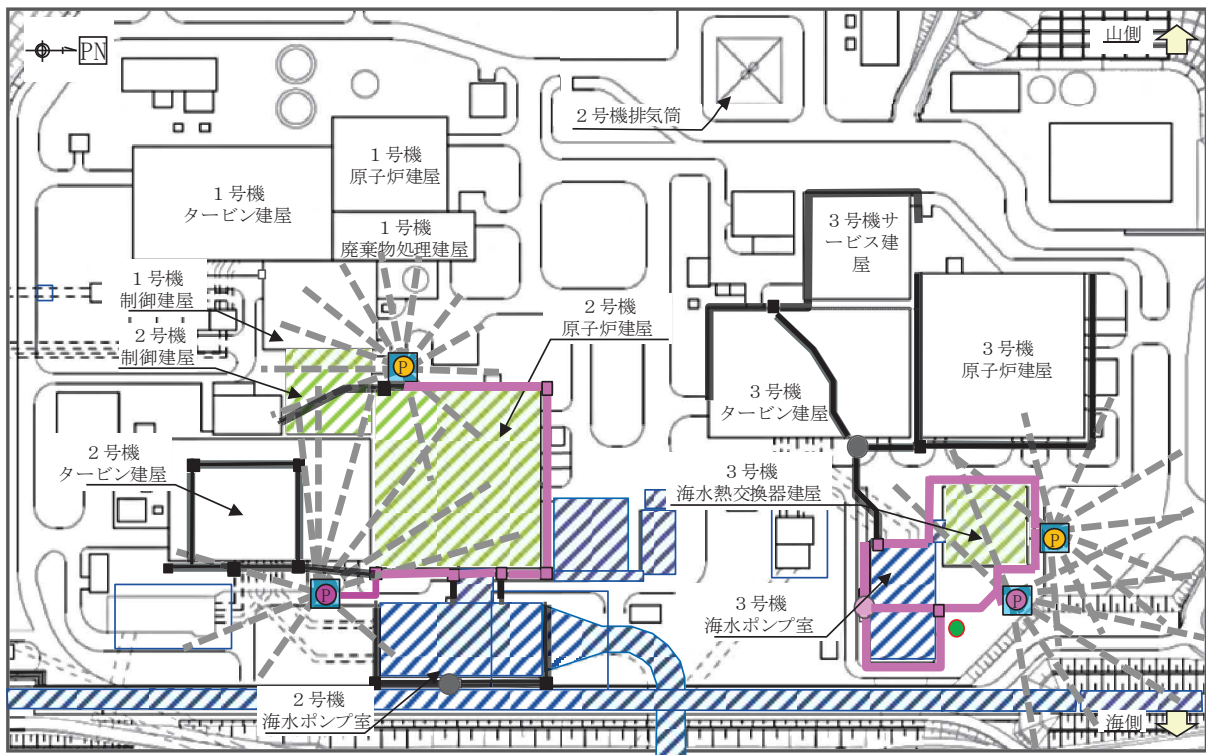 PN
山側
2号機排気筒
1号機
原子炉建屋
1号機
タービン建屋
1号機
廃棄物処理建屋
3号機サ
ービス建
屋
1号機
制御建屋
2号機
制御建屋
2号機
原子炉建屋
3号機
原子炉建屋
3号機
タービン建屋
P
2号機
タービン建屋
3号機
海水熱交換器建屋
P
P
P
3号機
海水ポンプ室
2号機
海水ポンプ室
海側